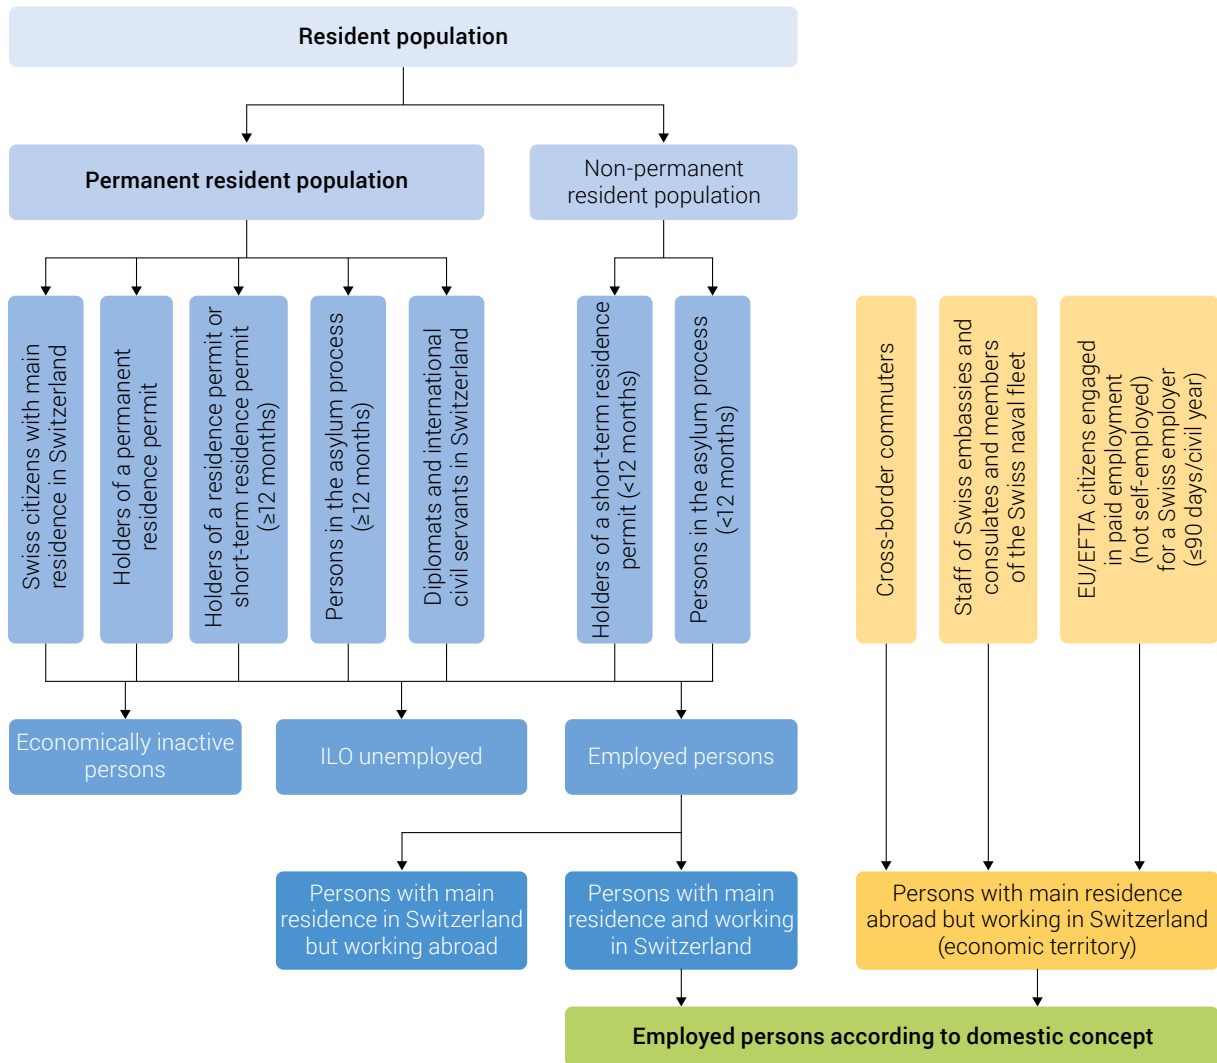 Resident population
Permanent resident population
Non-permanent
resident population
Swiss citizens with main
residence in Switzerland
Holders of a permanent
residence permit
Holders of a residence permit or
short-term residence permit
(≥12 months)
Persons in the asylum process
(≥12 months)
Diplomats and international
civil servants in Switzerland
Holders of a short-term residence
permit (<12 months)
Persons in the asylum process
(<12 months)
Cross-border commuters
Staff of Swiss embassies and
consulates and members
of the Swiss naval fleet
EU/EFTA citizens engaged
in paid employment
(not self-employed)
for a Swiss employer
(≤90 days/civil year)
Economically inactive
persons
ILO unemployed
Employed persons
Persons with main
residence in Switzerland
but working abroad
Persons with main
residence and working
in Switzerland
Persons with main residence
abroad but working in Switzerland
(economic territory)
Employed persons according to domestic concept